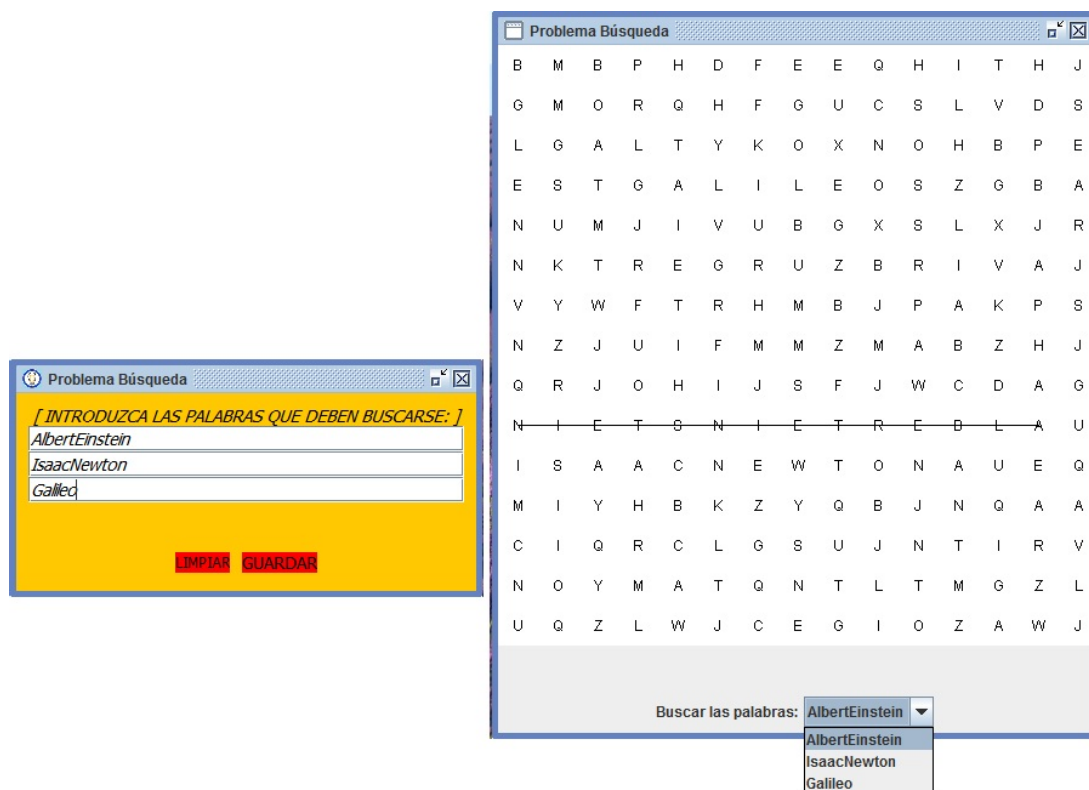 Problema Búsqueda
[ INTRODUZCA LAS PALABRAS QUE DEBEN BUSCARSE: ]
AlbertEinstein
IsaacNewton
Galileo
LIMPIAR GUARDAR
Problema Búsqueda
B M B P H D F E E Q H I T H J
G M O R Q H F G U C S L V D S
L G A L T Y K O X N O H B P E
E S T G A L I L E O S Z G B A
N U M J I V U B G X S L X J R
N K T R E G R U Z B R I V A J
V Y W F T R H M B J P A K P S
N Z J U I F M M Z M A B Z H J
Q R J O H I J S F J W C D A G
N I E T S N I E T R E B L A U
I S A A C N E W T O N A U E Q
M I Y H B K Z Y Q B J N Q A A
C I Q R C L G S U J N T I R V
N O Y M A T Q N T L T M G Z L
U Q Z L W J C E G I O Z A W J
Buscar las palabras: AlbertEinstein
AlbertEinstein
IsaacNewton
Galileo